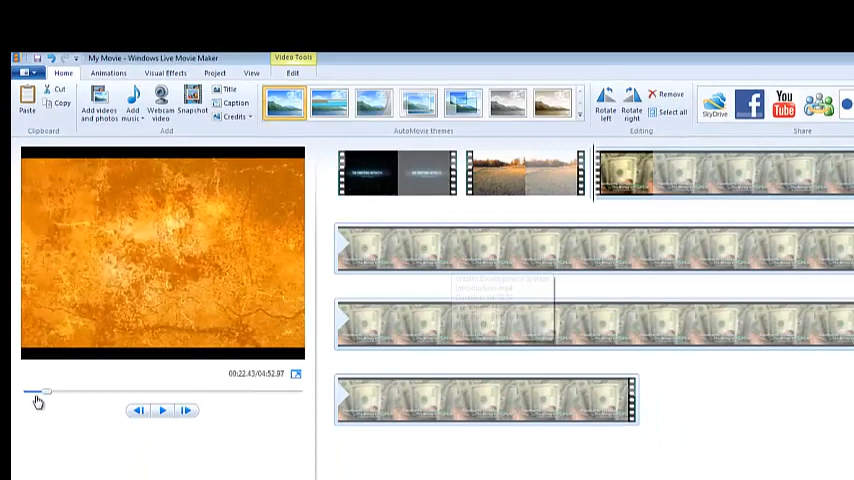 My Movie - Windows Live Movie Maker
Video Tools
Home
Animations
Visual Effects
Project
View
Edit
Paste
Cut
Copy
Clipboard
Add videos
and photos
Add
music
Webcam
video
Snapshot
Title
Caption
Credits
Add
AutoMovie themes
Rotate
left
Rotate
right
Remove
Select all
Editing
SkyDrive
f
You
Tube
Share
00:22.43/04:52.97